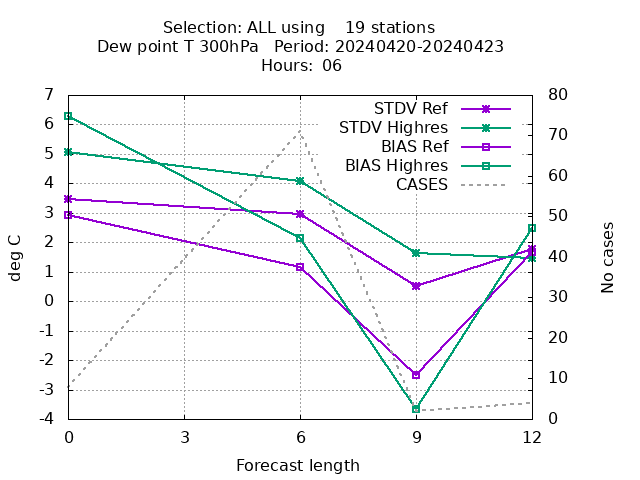 Selection: ALL using    19 stations
Dew point T 300hPa   Period: 20240420-20240423
Hours: 06
STDV Ref
STDV Highres
BIAS Ref
BIAS Highres
CASES
deg C
7
6
5
4
3
2
1
0
-1
-2
-3
-4
No cases
80
70
60
50
40
30
20
10
0
0 3 6 9 12
Forecast length